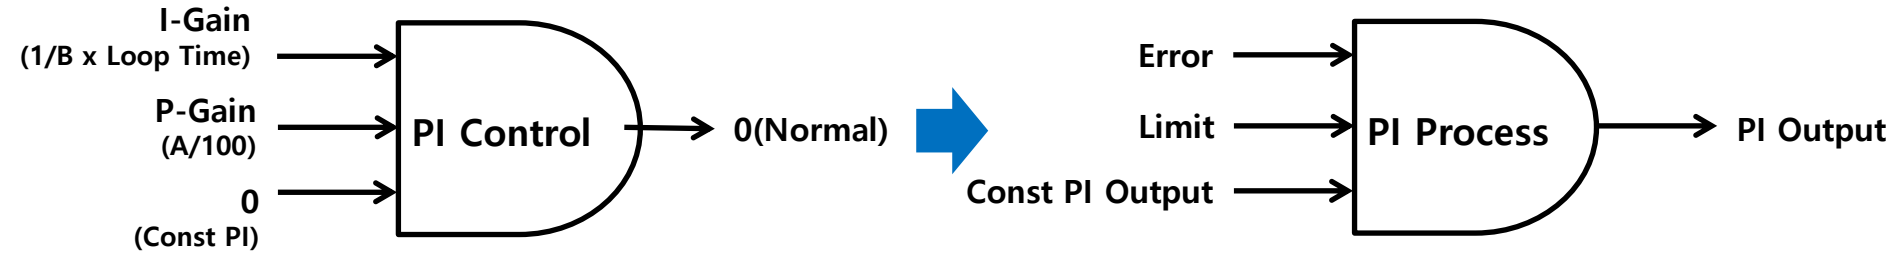 I-Gain
(1/B x Loop Time)
P-Gain
(A/100)
0
(Const PI)
PI Control
0(Normal)
Error
Limit
Const PI Output
PI Process
PI Output